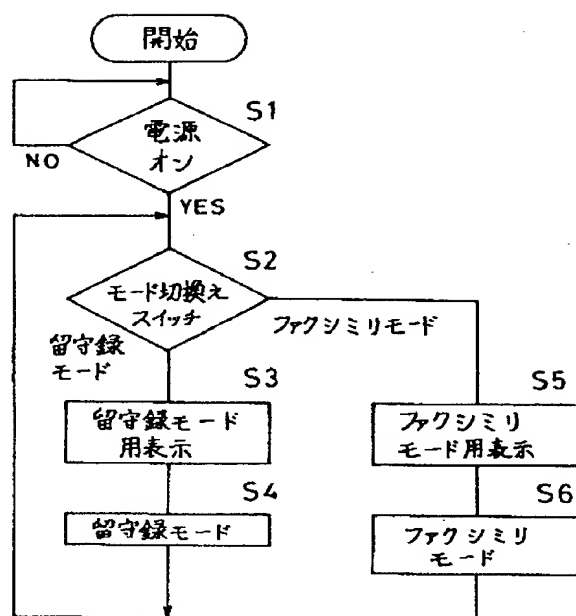 開始
S1
電源
オン
NO
YES
S2
モード切換え
スイッチ
ファクシミリモード
留守録
モード
S3
留守録モード
用表示
S4
留守録モード
S5
ファクシミリ
モード用表示
S6
ファクシミリ
モード